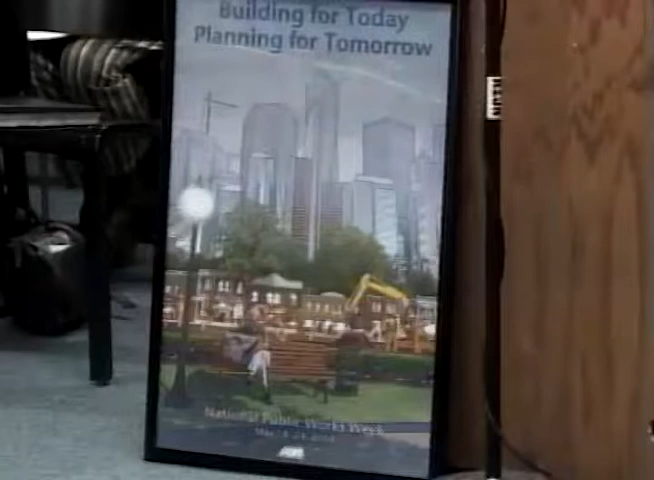 Building for Today
Planning for Tomorrow
National Public Works Week